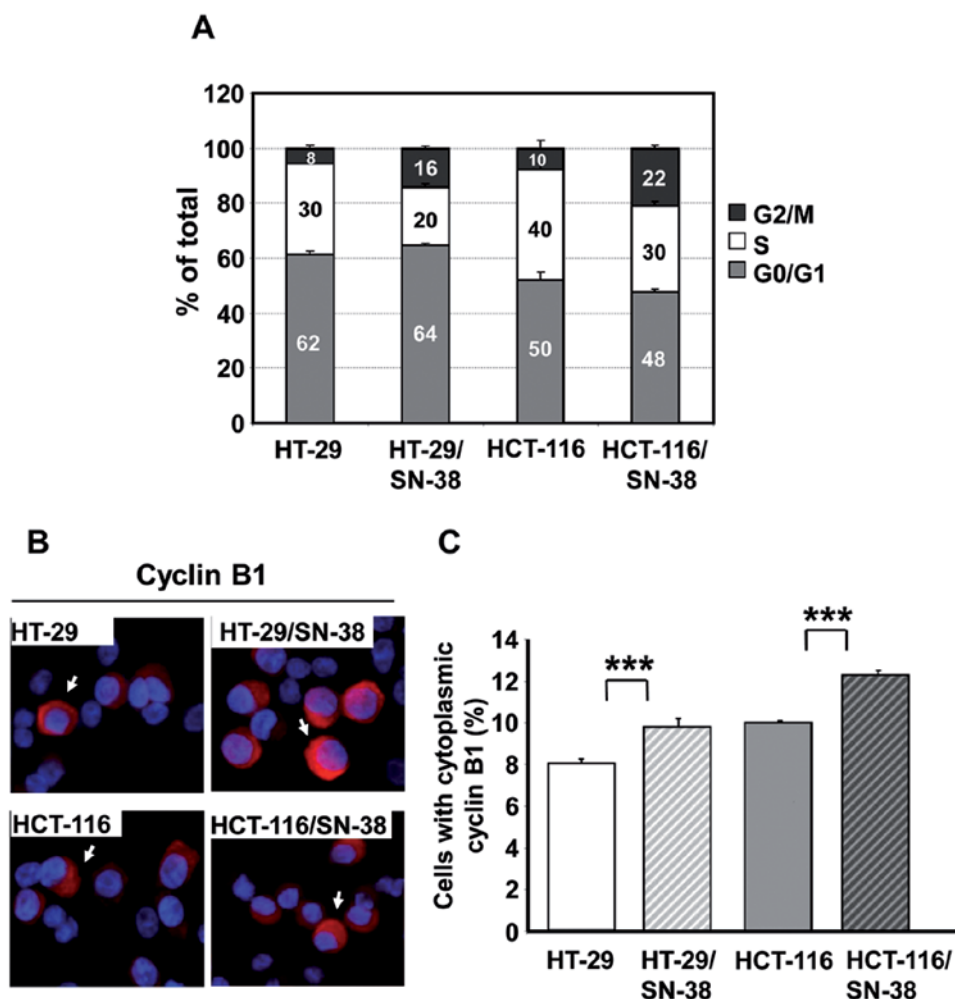 A
120
100
80
60
40
20
0
% of total
8
30
62
16
20
64
10
40
50
22
30
48
G2/M
S
G0/G1
HT-29
HT-29/
SN-38
HCT-116
HCT-116/
SN-38
B
Cyclin B1
HT-29
HT-29/SN-38
HCT-116
HCT-116/SN-38
C
Cells with cytoplasmic
cyclin B1 (%)
14
12
10
8
6
4
2
0
***
***
HT-29
HT-29/
SN-38
HCT-116
HCT-116/
SN-38